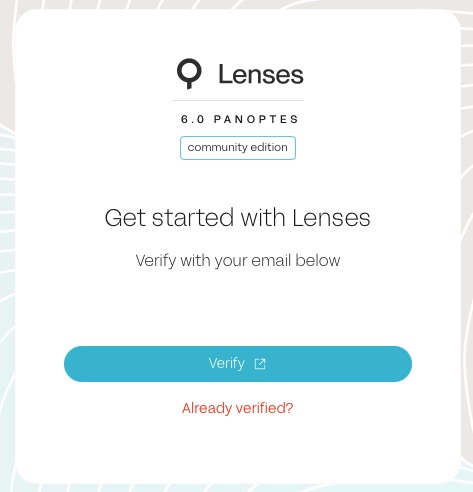 Lenses
6.0 PANOPTES
community edition
Get started with Lenses
Verify with your email below
Verify
Already verified?